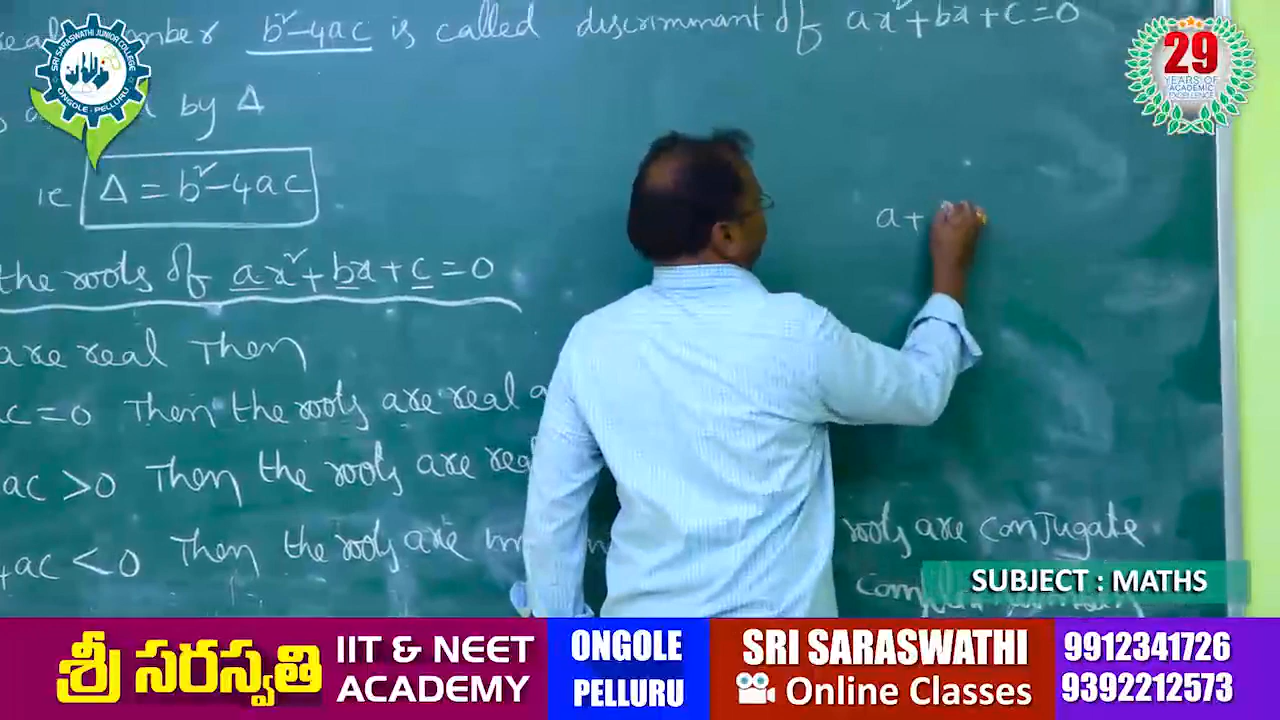 real number b²-4ac is called discriminant of ax²+bx+c=0
by Δ
ie Δ = b²-4ac
the roots of ax²+bx+c=0
are real Then
c=0 Then the roots are real a
ac >0 Then the roots are rea
4ac <0 Then the roots are im
roots are conjugate
a+
SRI SARASWATHI JUNIOR COLLEGE
ONGOLE - PELLURU
29
YEARS OF
ACADEMIC
EXCELLENCE
SUBJECT : MATHS
శ్రీ సరస్వతి
IIT & NEET
ACADEMY
ONGOLE
PELLURU
SRI SARASWATHI
Online Classes
9912341726
9392212573